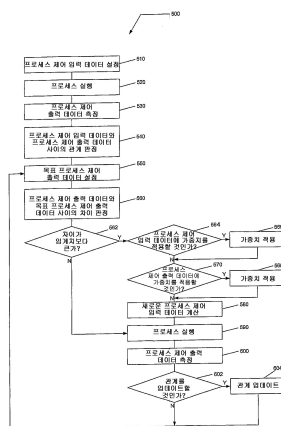 500
프로세스 제어 입력 데이터 설정
510
프로세스 실행
520
프로세스 제어
출력 데이터 측정
530
프로세스 제어 입력 데이터와
프로세스 제어 출력 데이터
사이의 관계 판정
540
목표 프로세스 제어
출력 데이터 설정
550
프로세스 제어 출력 데이터와
목표 프로세스 제어 출력
데이터 사이의 차이 판정
560
차이가
임계치보다
큰가?
562
Y
N
프로세스 제어
입력 데이터에 가중치를
적용할 것인가?
564
Y
N
가중치 적용
프로세스
제어 출력 데이터에
가중치를 적용할
것인가?
570
Y
N
가중치 적용
새로운 프로세스 제어
입력 데이터 계산
580
프로세스 실행
590
프로세스 제어 출력
데이터 측정
600
관계를
업데이트할
것인가?
602
Y
N
관계 업데이트
604